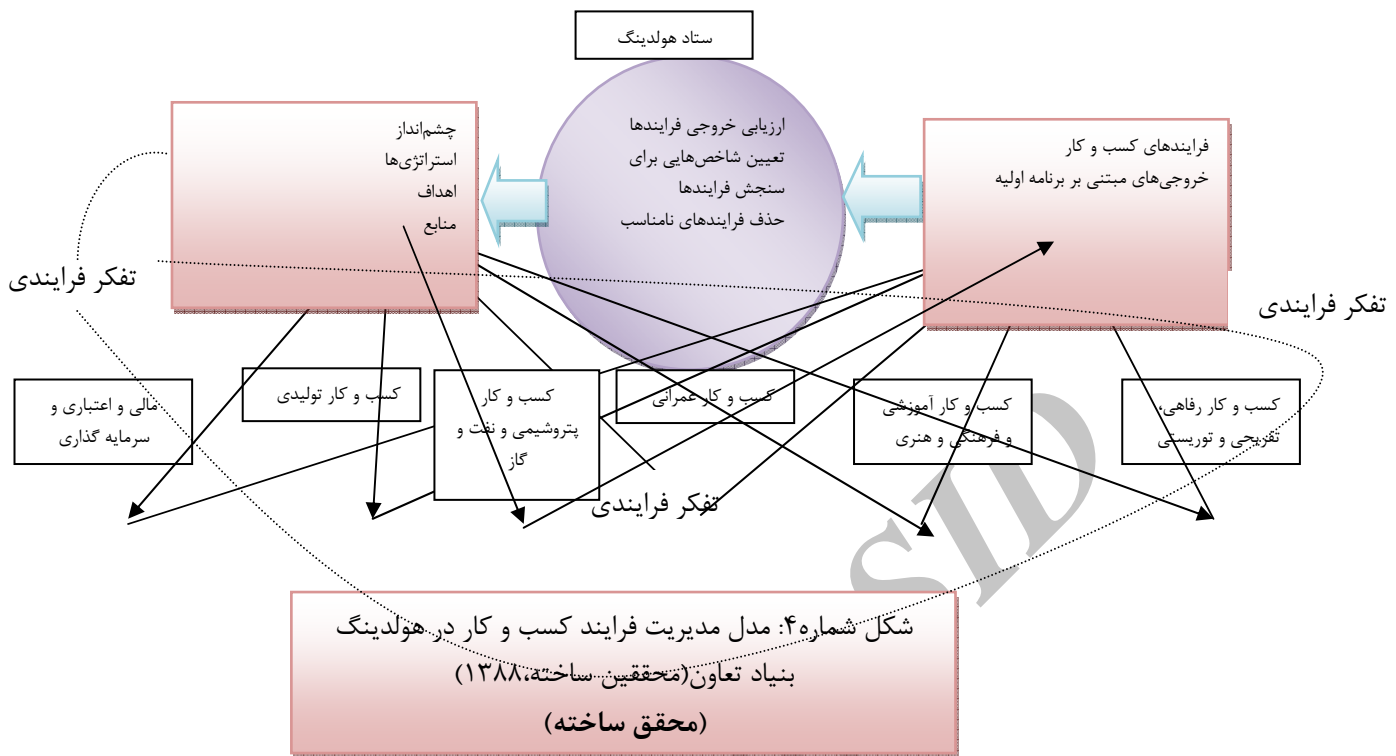 ستاد هولدینگ
فرایندهای کسب و کار
خروجی‌های مبتنی بر برنامه اولیه
ارزیابی خروجی فرایندها
تعیین شاخص‌هایی برای
سنجش فرایندها
حذف فرایندهای نامناسب
چشم‌انداز
استراتژی‌ها
اهداف
منابع
تفکر فرایندی
تفکر فرایندی
کسب و کار رفاهی،
تفریحی و توریستی
کسب و کار آموزشی
و فرهنگی و هنری
کسب و کار عمرانی
کسب و کار
پتروشیمی و نفت و
گاز
کسب و کار تولیدی
مالی و اعتباری و
سرمایه گذاری
تفکر فرایندی
SID
شکل شماره۴: مدل مدیریت فرایند کسب و کار در هولدینگ
بنیاد تعاون(محققین ساخته،۱۳۸۸)
(محقق ساخته)